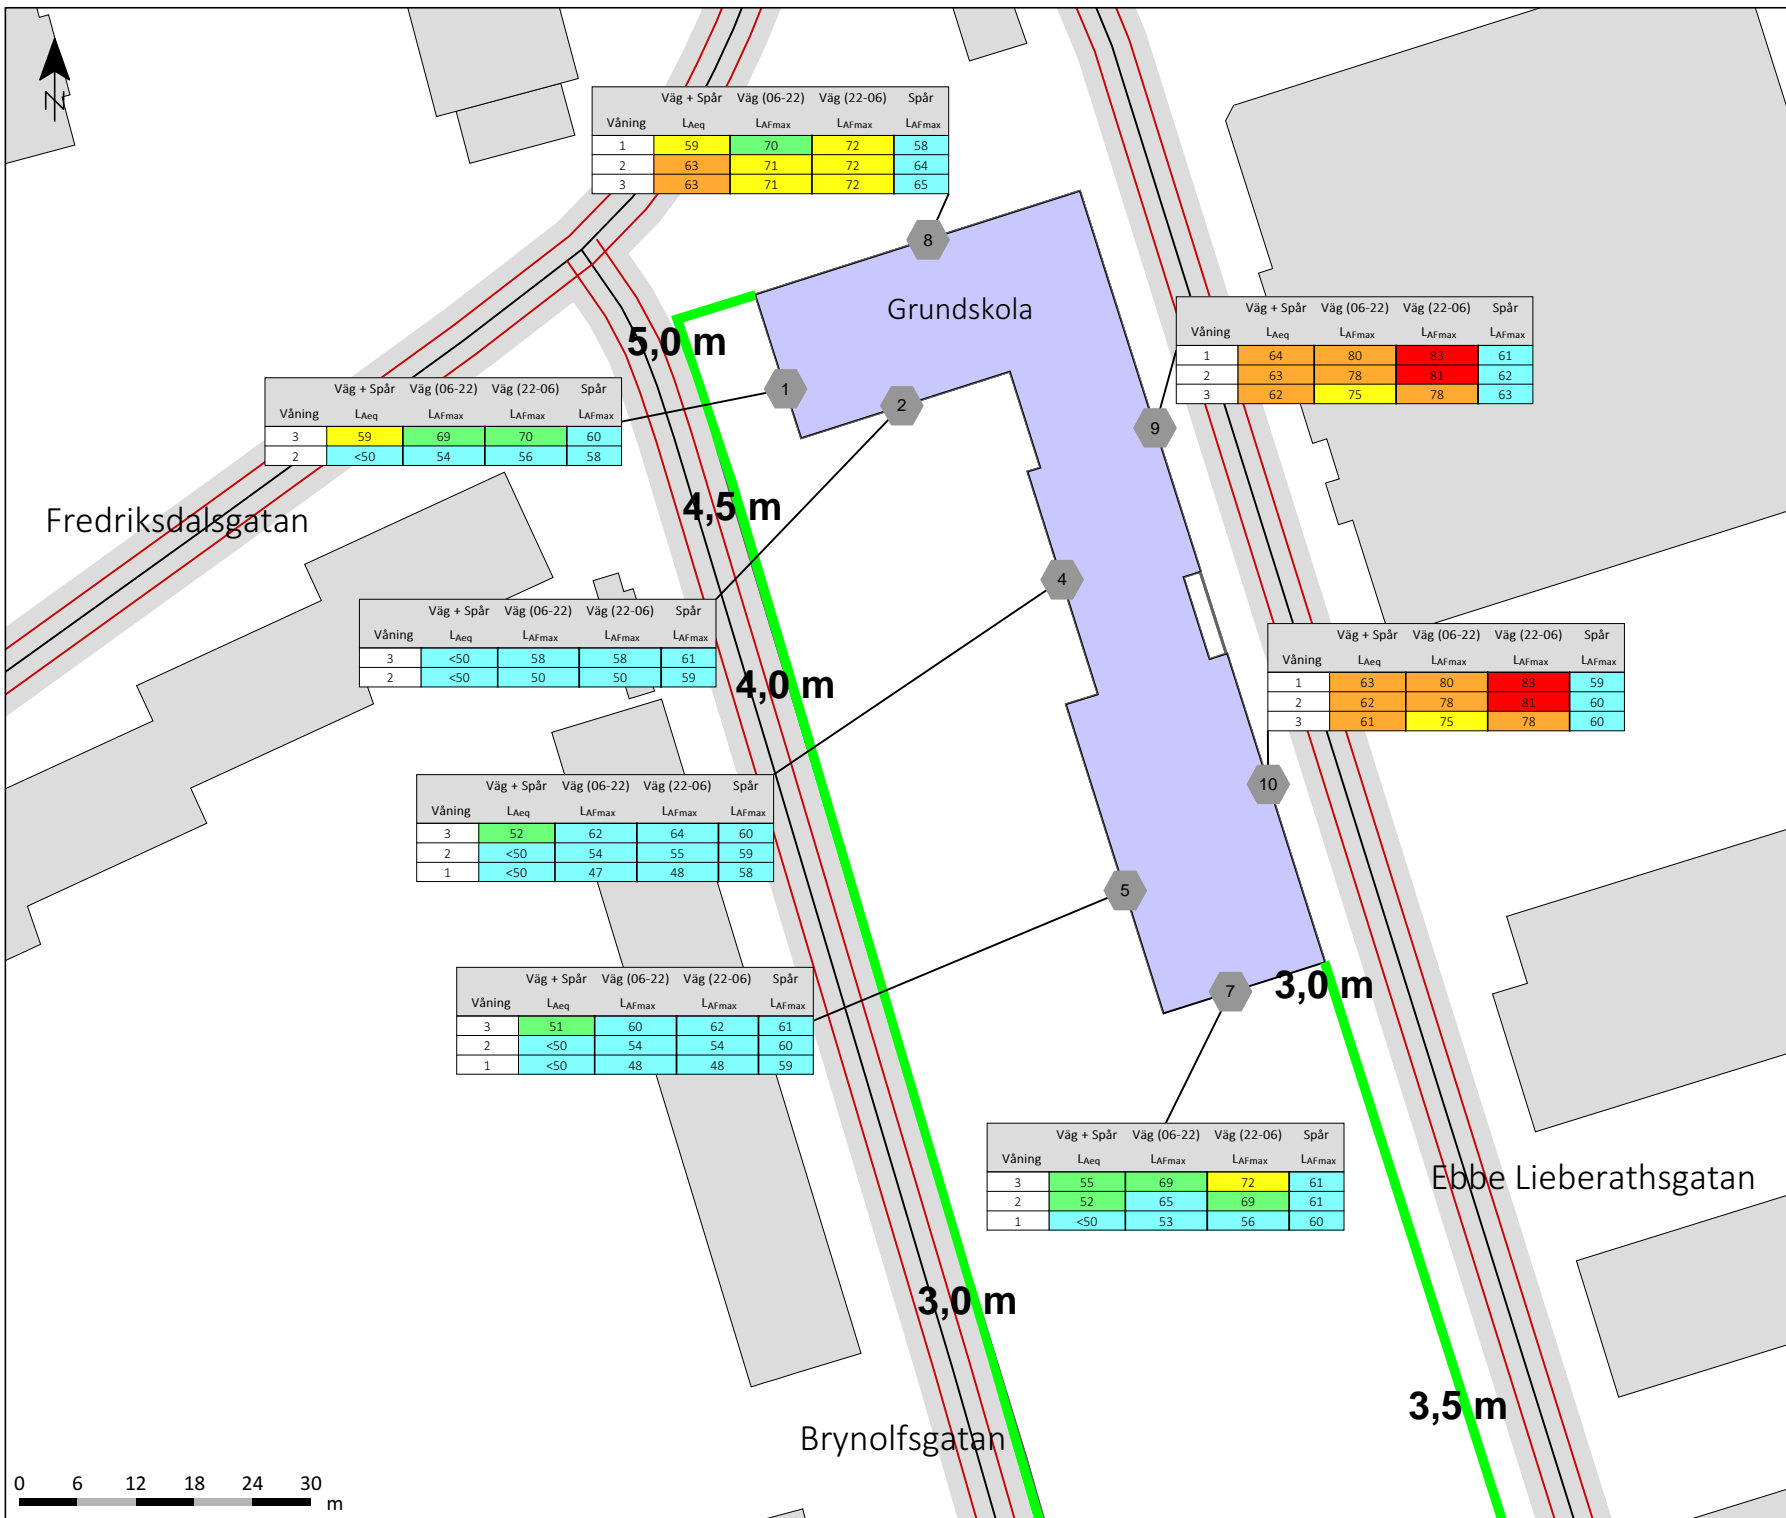 N
Väg + Spår Väg (06-22) Väg (22-06) Spår
Våning LAeq LAFmax LAFmax LAFmax
1 59 70 72 58
2 63 71 72 64
3 63 71 72 65
8
Grundskola
5,0 m
Väg + Spår Väg (06-22) Väg (22-06) Spår
Våning LAeq LAFmax LAFmax LAFmax
1 64 80 83 61
2 63 78 81 62
3 62 75 78 63
1
2
9
Väg + Spår Väg (06-22) Väg (22-06) Spår
Våning LAeq LAFmax LAFmax LAFmax
3 59 69 70 60
2 <50 54 56 58
4,5 m
Fredriksdalsgatan
4
Väg + Spår Väg (06-22) Väg (22-06) Spår
Våning LAeq LAFmax LAFmax LAFmax
3 <50 58 58 61
2 <50 50 50 59
4,0 m
Väg + Spår Väg (06-22) Väg (22-06) Spår
Våning LAeq LAFmax LAFmax LAFmax
1 63 80 83 59
2 62 78 81 60
3 61 75 78 60
10
Väg + Spår Väg (06-22) Väg (22-06) Spår
Våning LAeq LAFmax LAFmax LAFmax
3 52 62 64 60
2 <50 54 55 59
1 <50 47 48 58
5
Väg + Spår Väg (06-22) Väg (22-06) Spår
Våning LAeq LAFmax LAFmax LAFmax
3 51 60 62 61
2 <50 54 54 60
1 <50 48 48 59
7
3,0 m
Väg + Spår Väg (06-22) Väg (22-06) Spår
Våning LAeq LAFmax LAFmax LAFmax
3 55 69 72 61
2 52 65 69 61
1 <50 53 56 60
Ebbe Lieberathsgatan
3,0 m
3,5 m
Brynolfsgatan
0 6 12 18 24 30
m